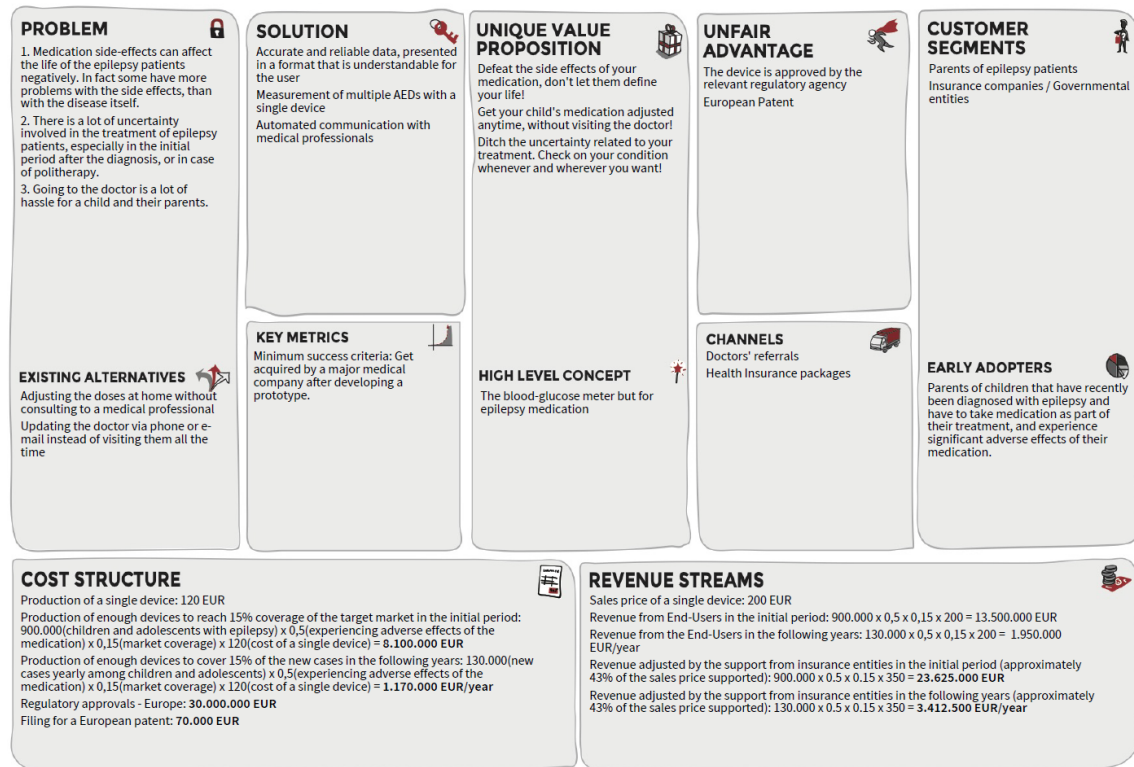 PROBLEM
1. Medication side-effects can affect
the life of the epilepsy patients
negatively. In fact some have more
problems with the side effects, than
with the disease itself.
2. There is a lot of uncertainty
involved in the treatment of epilepsy
patients, especially in the initial
period after the diagnosis, or in case
of politherapy.
3. Going to the doctor is a lot of
hassle for a child and their parents.
EXISTING ALTERNATIVES
Adjusting the doses at home without
consulting to a medical professional
Updating the doctor via phone or e-
mail instead of visiting them all the
time
SOLUTION
Accurate and reliable data, presented
in a format that is understandable for
the user
Measurement of multiple AEDs with a
single device
Automated communication with
medical professionals
KEY METRICS
Minimum success criteria: Get
acquired by a major medical
company after developing a
prototype.
UNIQUE VALUE
PROPOSITION
Defeat the side effects of your
medication, don't let them define
your life!
Get your child's medication adjusted
anytime, without visiting the doctor!
Ditch the uncertainty related to your
treatment. Check on your condition
whenever and wherever you want!
HIGH LEVEL CONCEPT
The blood-glucose meter but for
epilepsy medication
UNFAIR
ADVANTAGE
The device is approved by the
relevant regulatory agency
European Patent
CHANNELS
Doctors' referrals
Health Insurance packages
CUSTOMER
SEGMENTS
Parents of epilepsy patients
Insurance companies / Governmental
entities
EARLY ADOPTERS
Parents of children that have recently
been diagnosed with epilepsy and
have to take medication as part of
their treatment, and experience
significant adverse effects of their
medication.
COST STRUCTURE
Production of a single device: 120 EUR
Production of enough devices to reach 15% coverage of the target market in the initial period:
900.000(children and adolescents with epilepsy) x 0,5(experiencing adverse effects of the
medication) x 0,15(market coverage) x 120(cost of a single device) = 8.100.000 EUR
Production of enough devices to cover 15% of the new cases in the following years: 130.000(new
cases yearly among children and adolescents) x 0,5(experiencing adverse effects of the
medication) x 0,15(market coverage) x 120(cost of a single device) = 1.170.000 EUR/year
Regulatory approvals - Europe: 30.000.000 EUR
Filing for a European patent: 70.000 EUR
REVENUE STREAMS
Sales price of a single device: 200 EUR
Revenue from End-Users in the initial period: 900.000 x 0,5 x 0,15 x 200 = 13.500.000 EUR
Revenue from the End-Users in the following years: 130.000 x 0,5 x 0,15 x 200 = 1.950.000
EUR/year
Revenue adjusted by the support from insurance entities in the initial period (approximately
43% of the sales price supported): 900.000 x 0.5 x 0.15 x 350 = 23.625.000 EUR
Revenue adjusted by the support from insurance entities in the following years (approximately
43% of the sales price supported): 130.000 x 0.5 x 0.15 x 350 = 3.412.500 EUR/year